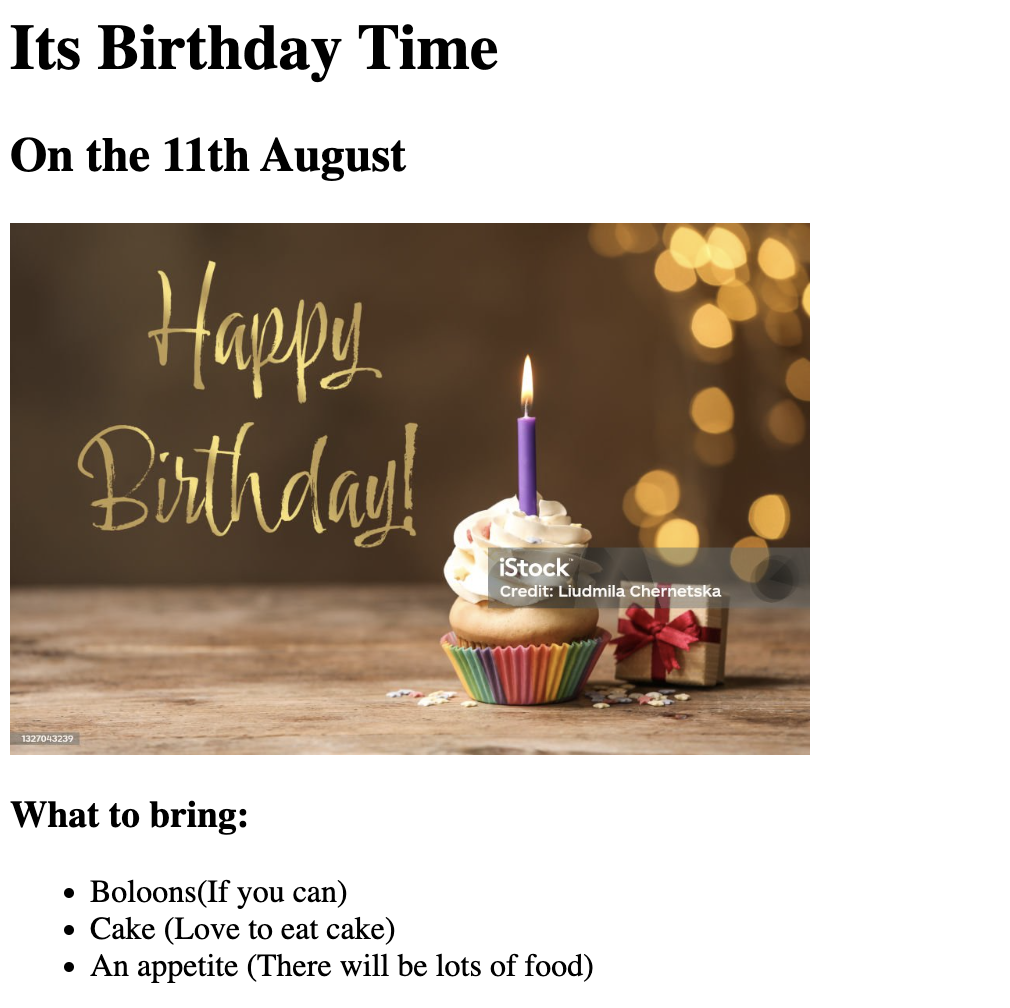 Its Birthday Time
On the 11th August
Happy
Birthday!
iStock
Credit: Liudmila Chernetska
1327043239
What to bring:
• Boloons(If you can)
• Cake (Love to eat cake)
• An appetite (There will be lots of food)